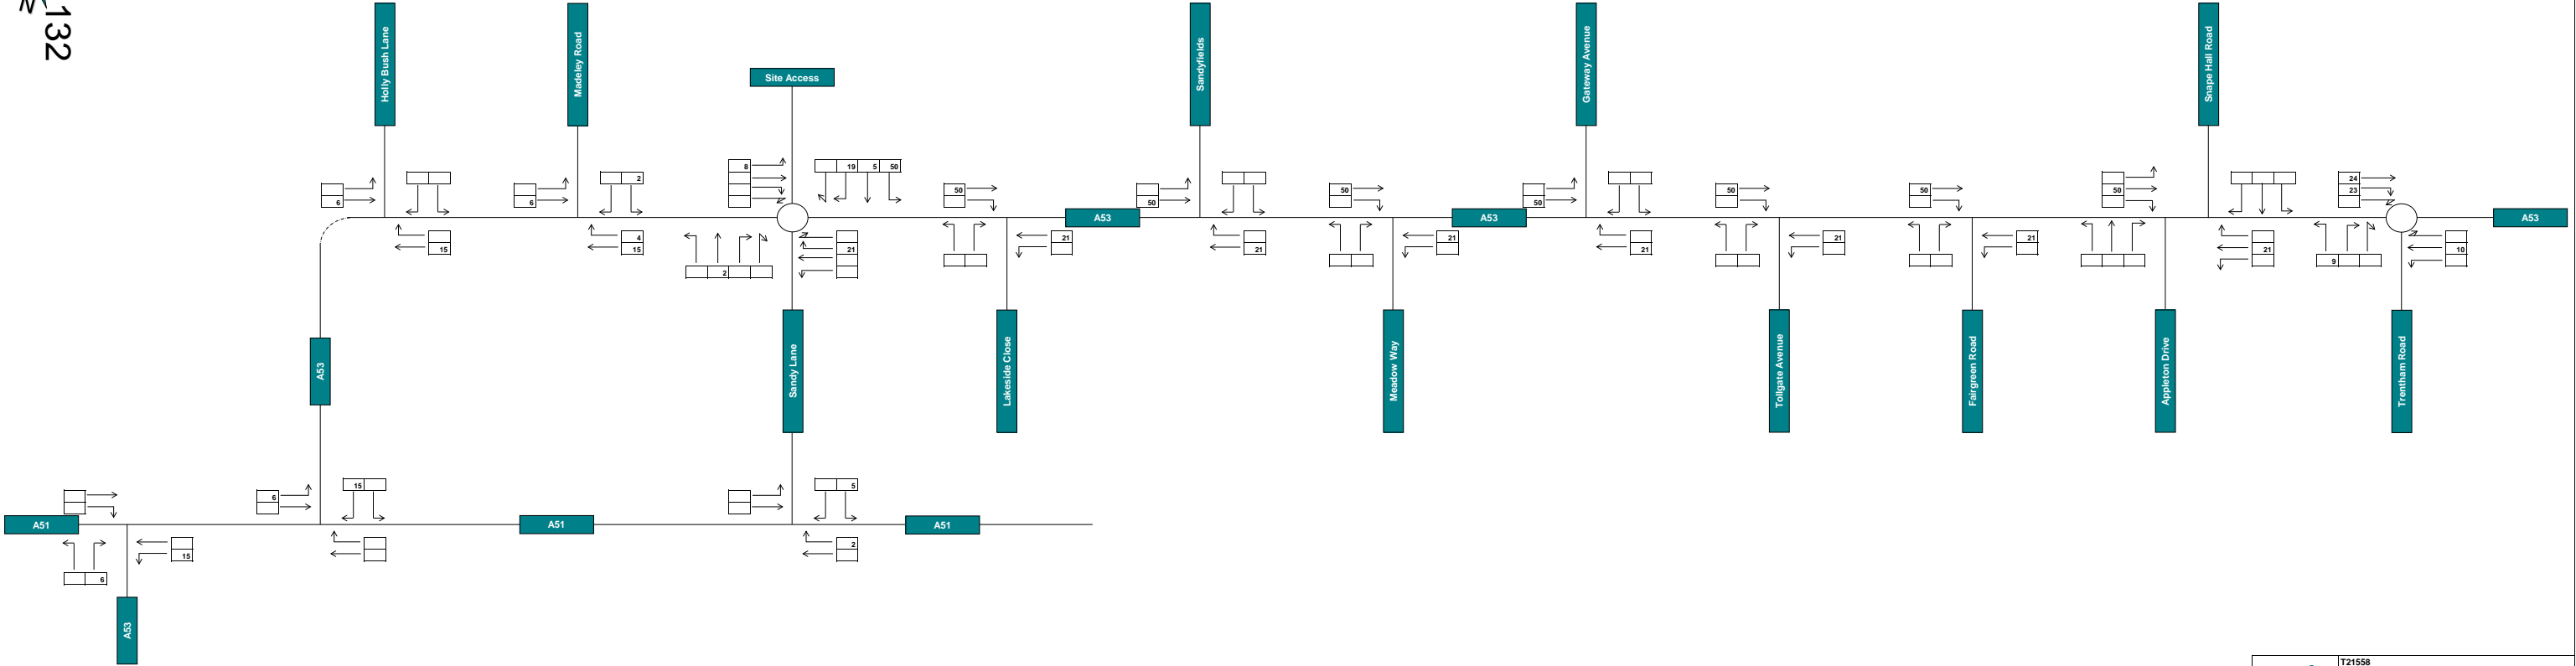 132
N
Holly Bush Lane
Madeley Road
Site Access
Sandyfields
Gateway Avenue
Snape Hall Road
8
19 5 50
2
6
6
50
50
50
50
50
50
50
24
23
A53
A53
A53
15
4
15
2
21
21
21
21
21
21
21
21
9
10
A53
Sandy Lane
Lakeside Close
Meadow Way
Tollgate Avenue
Fairgreen Road
Appleton Drive
Trentham Road
6
15
5
A51
A51
A51
15
2
6
A53
T21558